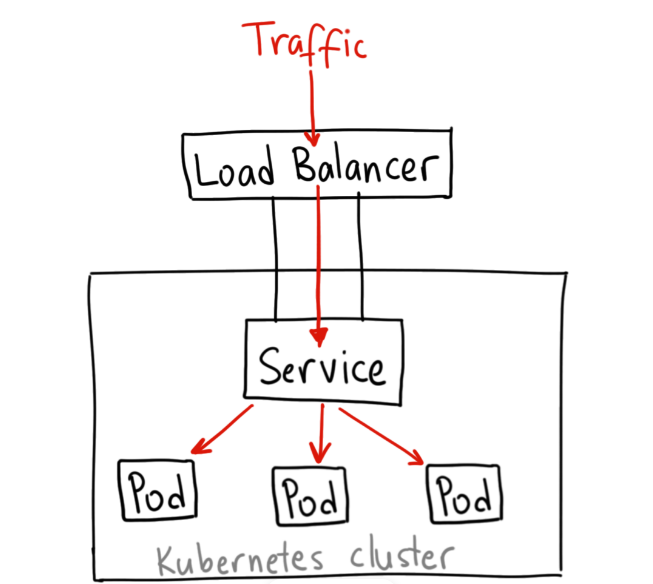 Traffic
Load Balancer
Service
Pod
Pod
Pod
Kubernetes cluster